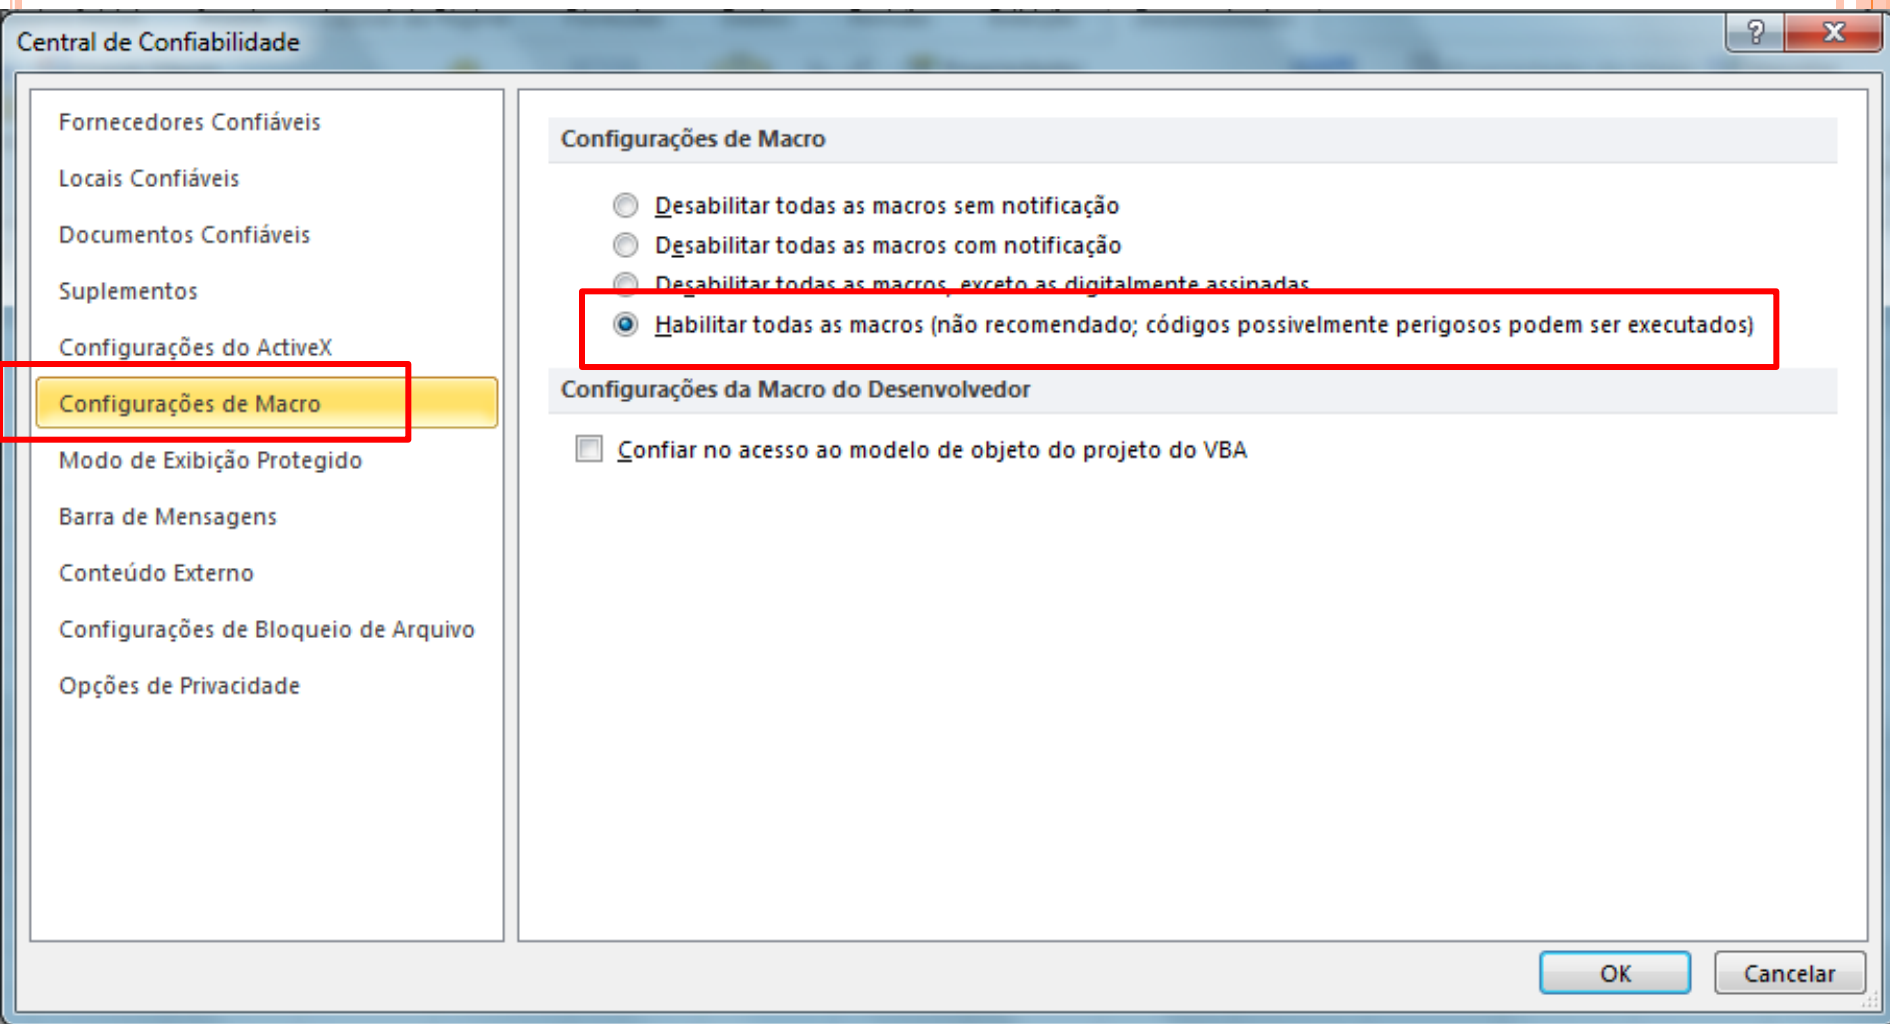 Central de Confiabilidade
Fornecedores Confiáveis
Locais Confiáveis
Documentos Confiáveis
Suplementos
Configurações do ActiveX
Configurações de Macro
Modo de Exibição Protegido
Barra de Mensagens
Conteúdo Externo
Configurações de Bloqueio de Arquivo
Opções de Privacidade
Configurações de Macro
Desabilitar todas as macros sem notificação
Desabilitar todas as macros com notificação
Desabilitar todas as macros, exceto as digitalmente assinadas
Habilitar todas as macros (não recomendado; códigos possivelmente perigosos podem ser executados)
Configurações da Macro do Desenvolvedor
Confiar no acesso ao modelo de objeto do projeto do VBA
OK
Cancelar